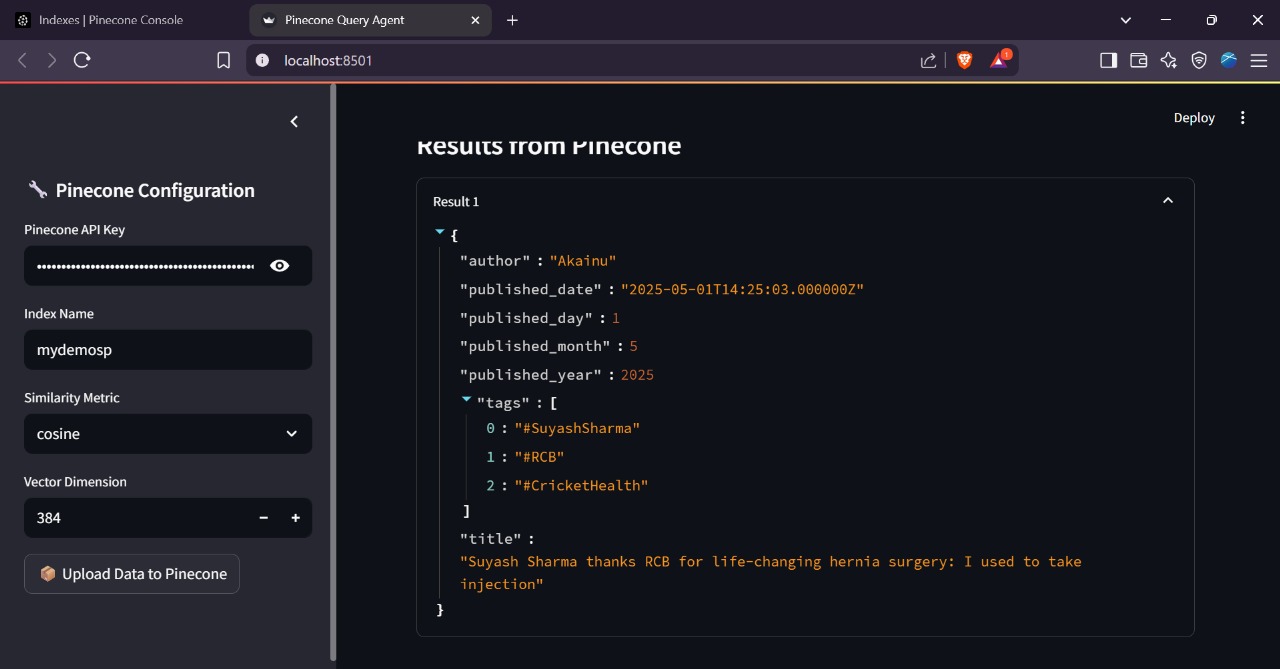 Indexes | Pinecone Console
Pinecone Query Agent
localhost:8501
1
Deploy
Pinecone Configuration
Pinecone API Key
Index Name
mydemosp
Similarity Metric
cosine
Vector Dimension
384
Upload Data to Pinecone
Results from Pinecone
Result 1
{
"author" : "Akainu"
"published_date" : "2025-05-01T14:25:03.000000Z"
"published_day" : 1
"published_month" : 5
"published_year" : 2025
"tags" : [
0 : "#SuyashSharma"
1 : "#RCB"
2 : "#CricketHealth"
]
"title" :
"Suyash Sharma thanks RCB for life-changing hernia surgery: I used to take
injection"
}